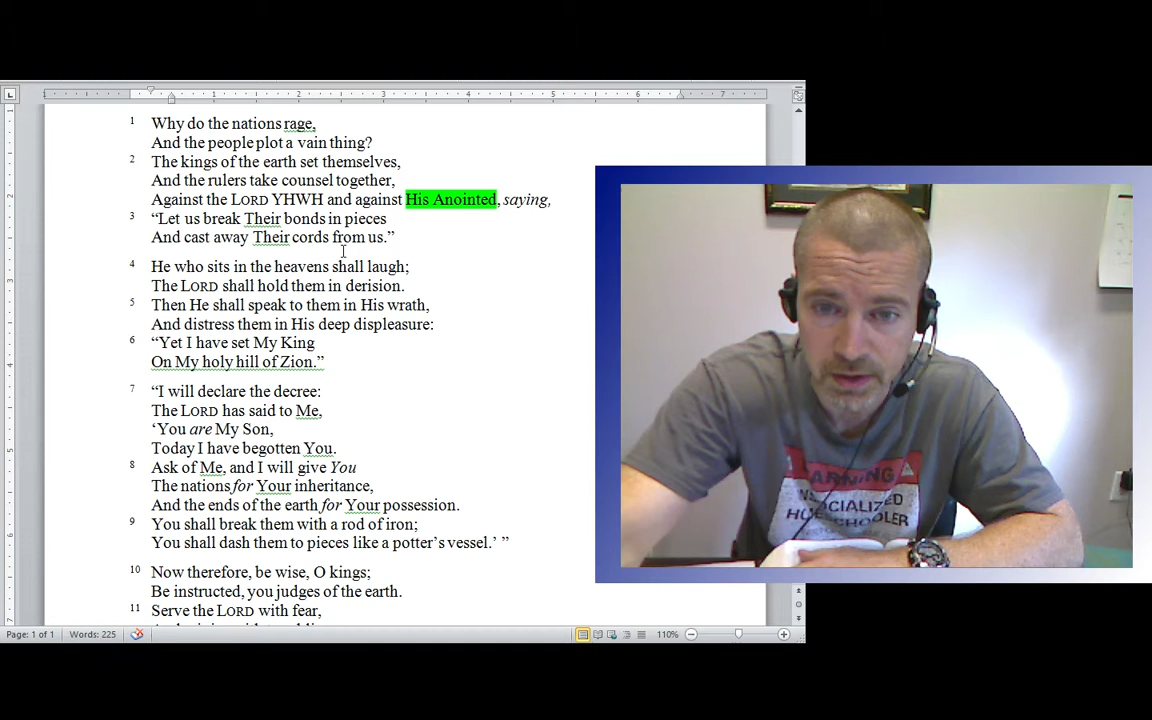 1 Why do the nations rage,
And the people plot a vain thing?
2 The kings of the earth set themselves,
And the rulers take counsel together,
Against the LORD YHWH and against His Anointed, saying,
3 “Let us break Their bonds in pieces
And cast away Their cords from us.”
4 He who sits in the heavens shall laugh;
The LORD shall hold them in derision.
5 Then He shall speak to them in His wrath,
And distress them in His deep displeasure:
6 “Yet I have set My King
On My holy hill of Zion.”
7 “I will declare the decree:
The LORD has said to Me,
‘You are My Son,
Today I have begotten You.
8 Ask of Me, and I will give You
The nations for Your inheritance,
And the ends of the earth for Your possession.
9 You shall break them with a rod of iron;
You shall dash them to pieces like a potter’s vessel.’ ”
10 Now therefore, be wise, O kings;
Be instructed, you judges of the earth.
11 Serve the LORD with fear,
Page: 1 of 1 Words: 225 110%
1 1 2 3 4 5 6 7
WARNING
UNSOCIALIZED
HOMESCHOOLER